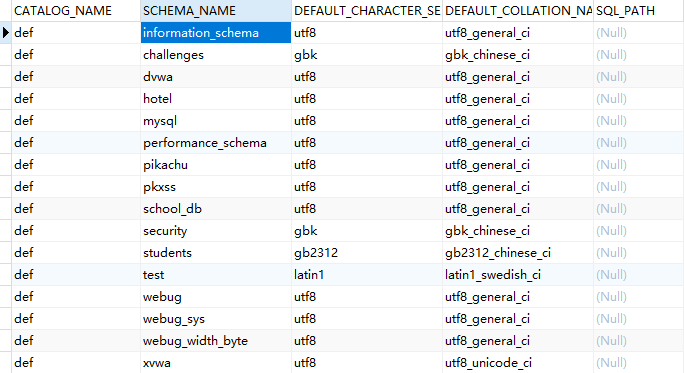 CATALOG_NAME SCHEMA_NAME DEFAULT_CHARACTER_SE DEFAULT_COLLATION_NA SQL_PATH
def information_schema utf8 utf8_general_ci (Null)
def challenges gbk gbk_chinese_ci (Null)
def dvwa utf8 utf8_general_ci (Null)
def hotel utf8 utf8_general_ci (Null)
def mysql utf8 utf8_general_ci (Null)
def performance_schema utf8 utf8_general_ci (Null)
def pikachu utf8 utf8_general_ci (Null)
def pkxss utf8 utf8_general_ci (Null)
def school_db utf8 utf8_general_ci (Null)
def security gbk gbk_chinese_ci (Null)
def students gb2312 gb2312_chinese_ci (Null)
def test latin1 latin1_swedish_ci (Null)
def webug utf8 utf8_general_ci (Null)
def webug_sys utf8 utf8_general_ci (Null)
def webug_width_byte utf8 utf8_general_ci (Null)
def xvwa utf8 utf8_unicode_ci (Null)